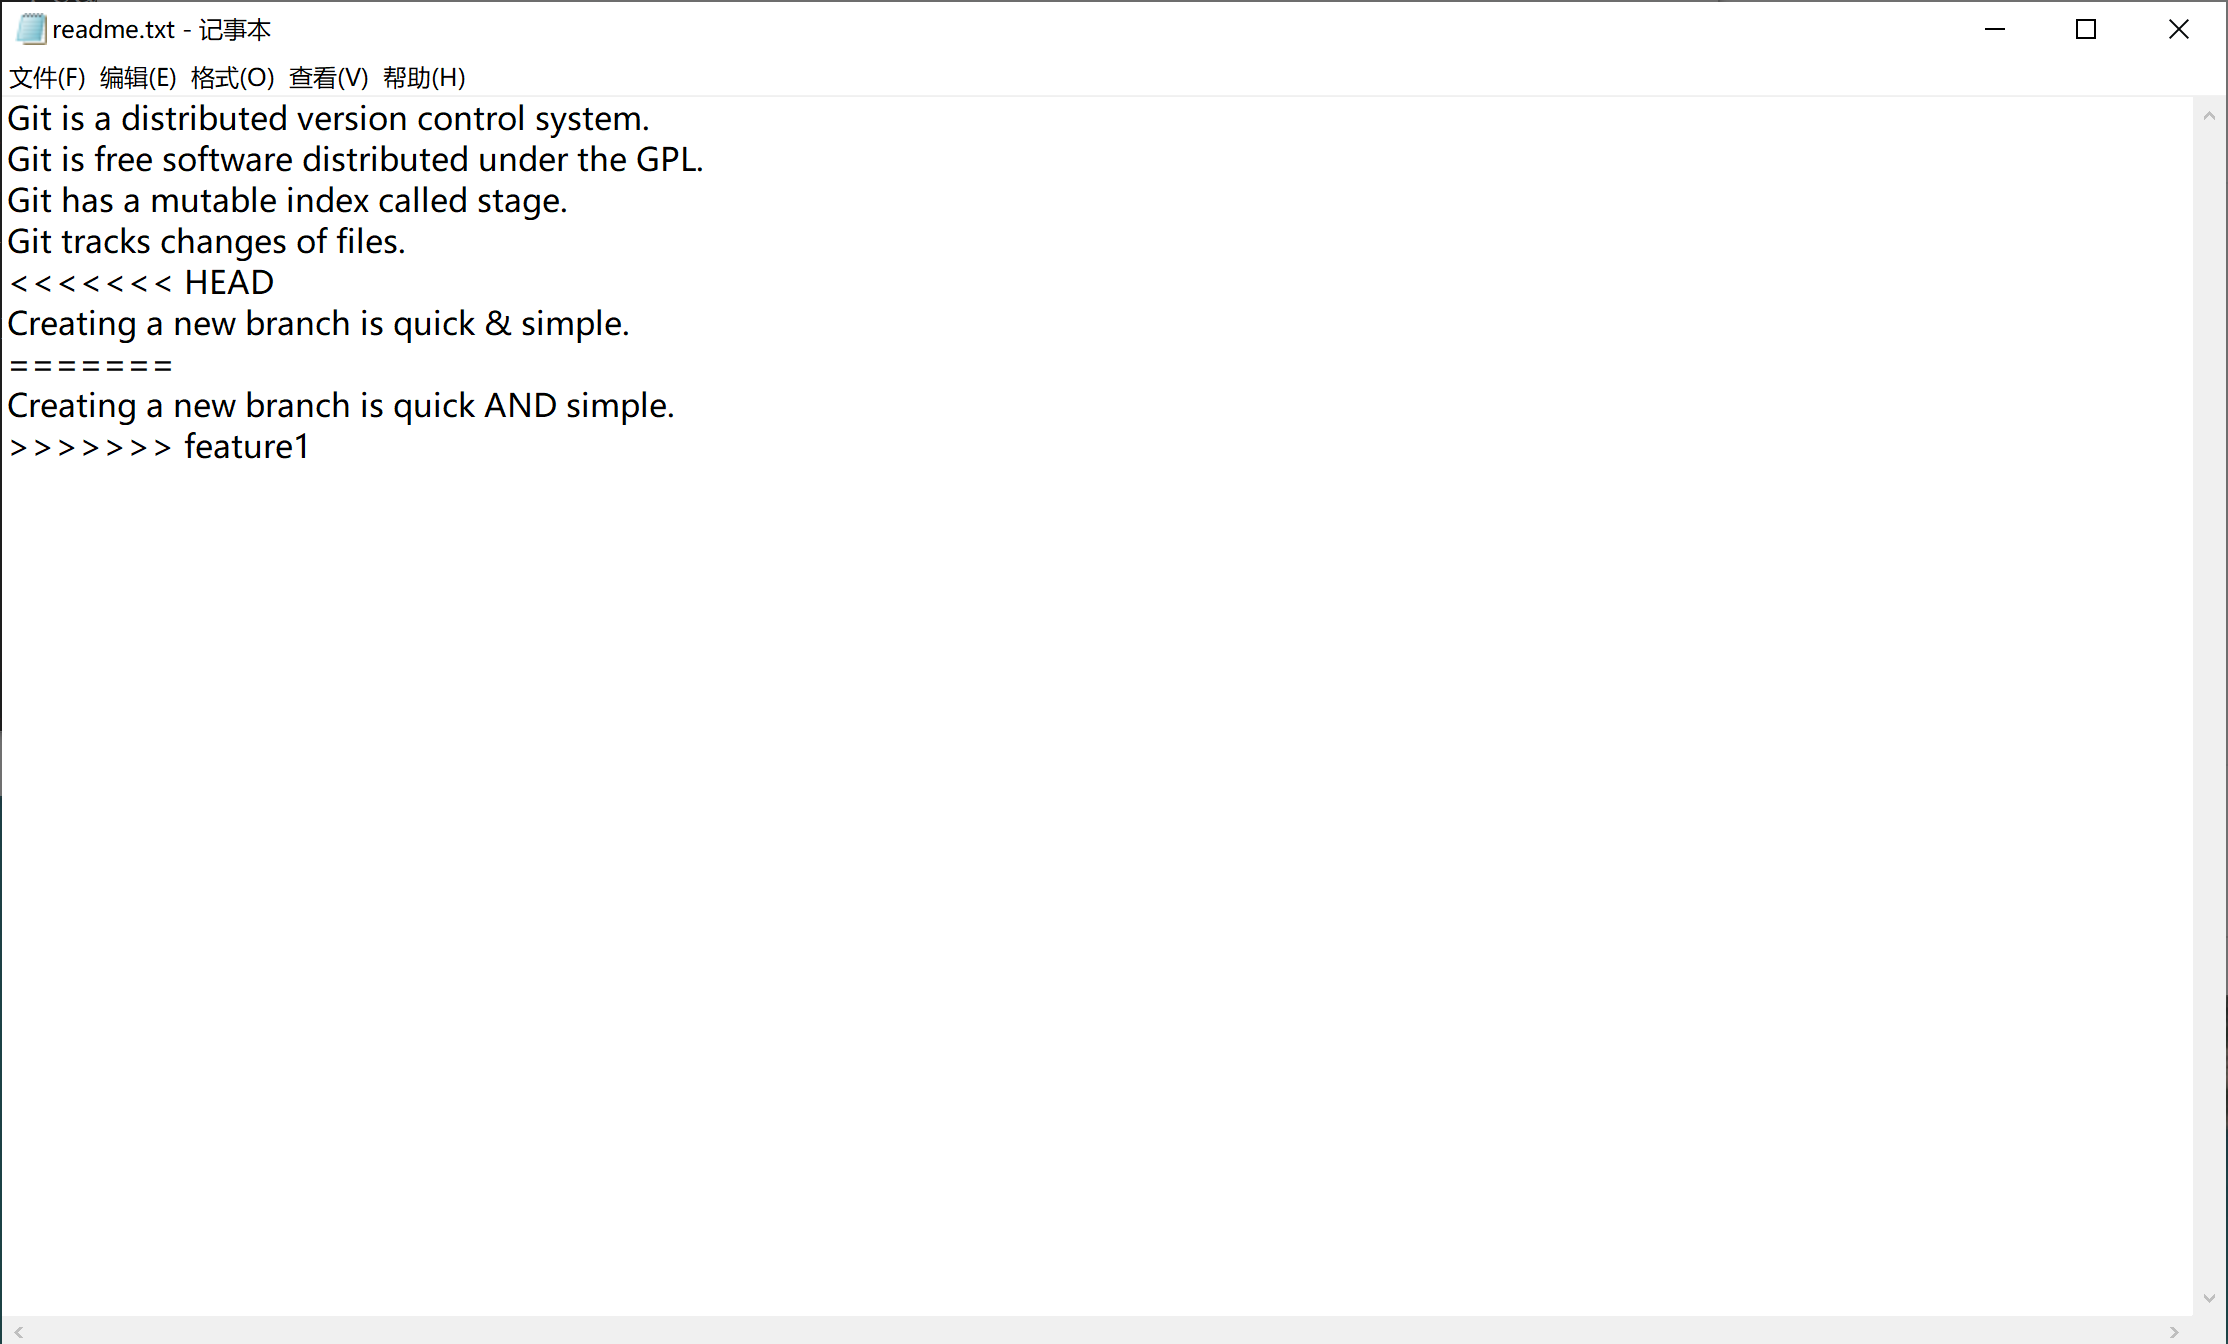 readme.txt - 记事本
文件(F) 编辑(E) 格式(O) 查看(V) 帮助(H)
Git is a distributed version control system.
Git is free software distributed under the GPL.
Git has a mutable index called stage.
Git tracks changes of files.
<<<<<<< HEAD
Creating a new branch is quick & simple.
=======
Creating a new branch is quick AND simple.
>>>>>>> feature1